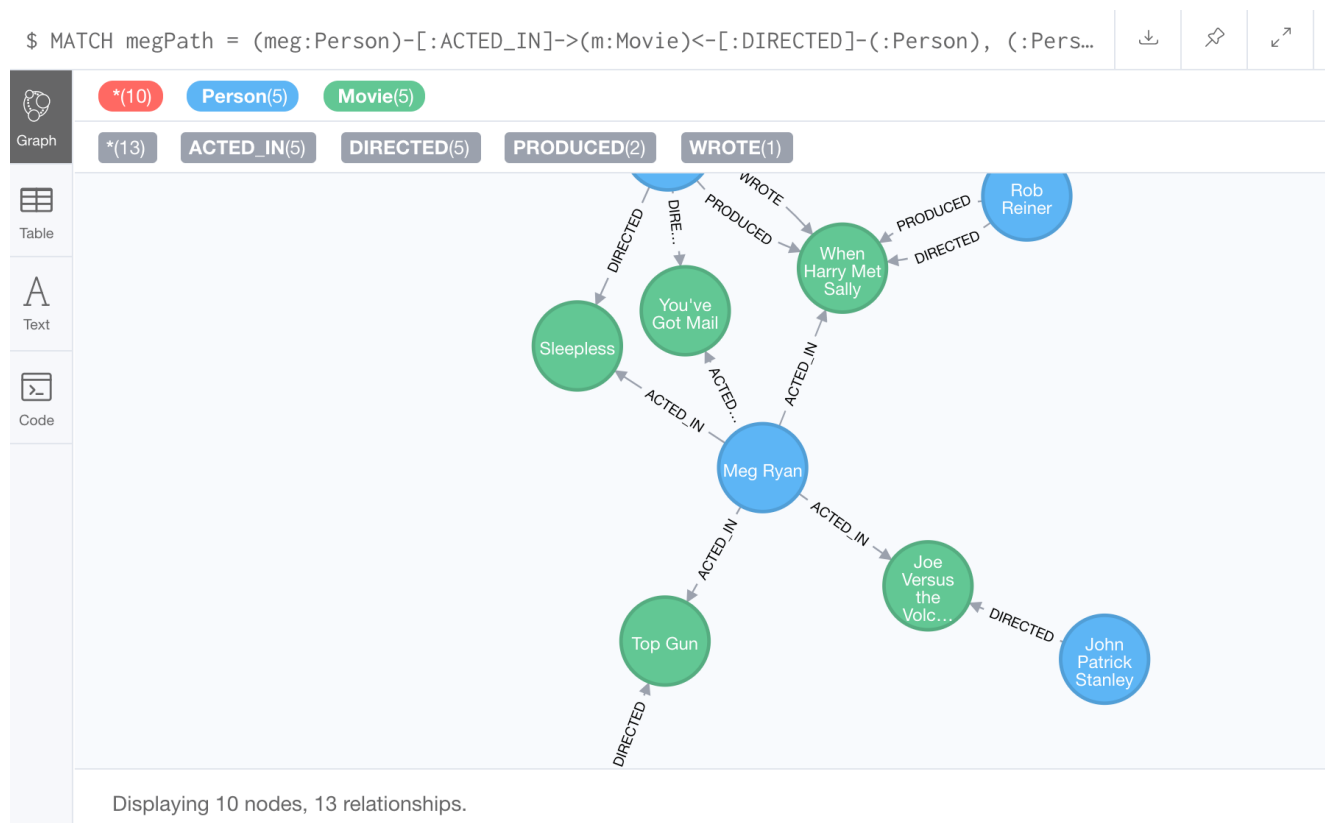 $ MATCH megPath = (meg:Person)-[:ACTED_IN]->(m:Movie)<-[:DIRECTED]-(:Person), (:Pers…
Graph
*(10) Person(5) Movie(5)
*(13) ACTED_IN(5) DIRECTED(5) PRODUCED(2) WROTE(1)
Table
Text
Code
WROTE
PRODUCED
DIRE…
DIRECTED
PRODUCED
DIRECTED
Rob
Reiner
When
Harry Met
Sally
You've
Got Mail
Sleepless
ACTED_IN
ACTED…
ACTED_IN
Meg Ryan
ACTED_IN
ACTED_IN
Joe
Versus
the
Volc…
DIRECTED
John
Patrick
Stanley
Top Gun
DIRECTED
Displaying 10 nodes, 13 relationships.